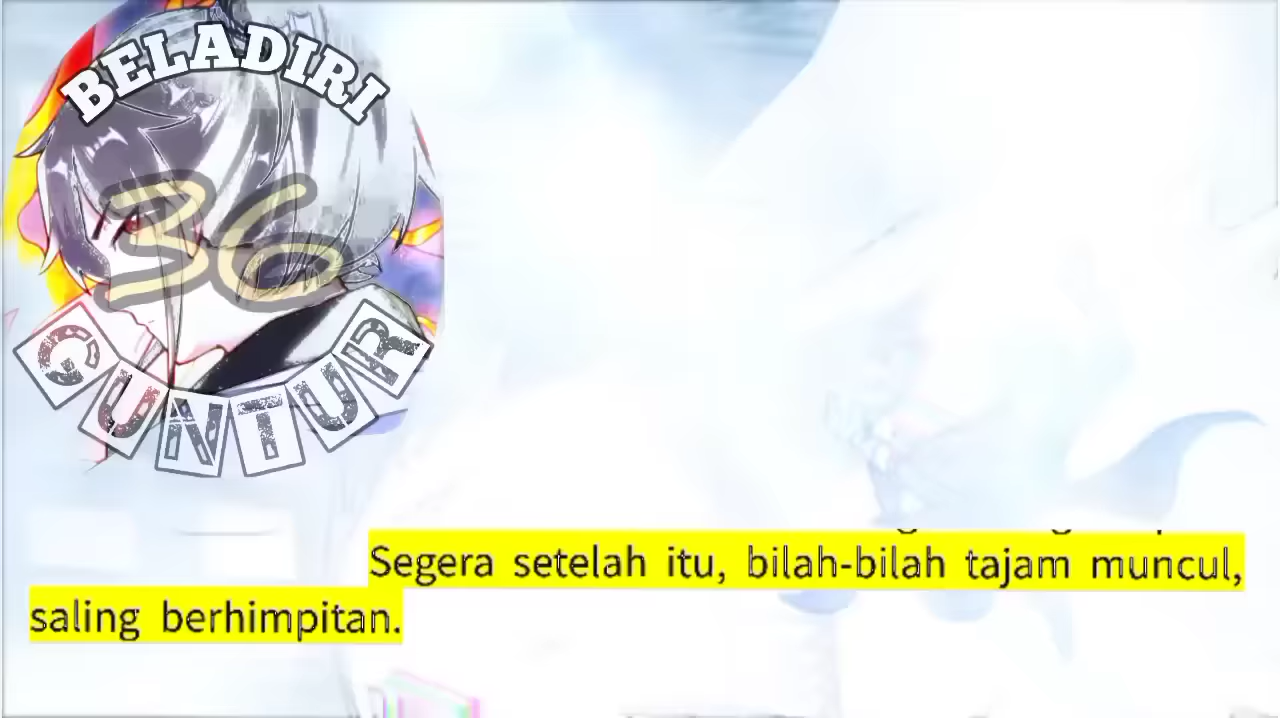 BELADIRI
36
GUNTUR
Segera setelah itu, bilah-bilah tajam muncul,
saling berhimpitan.